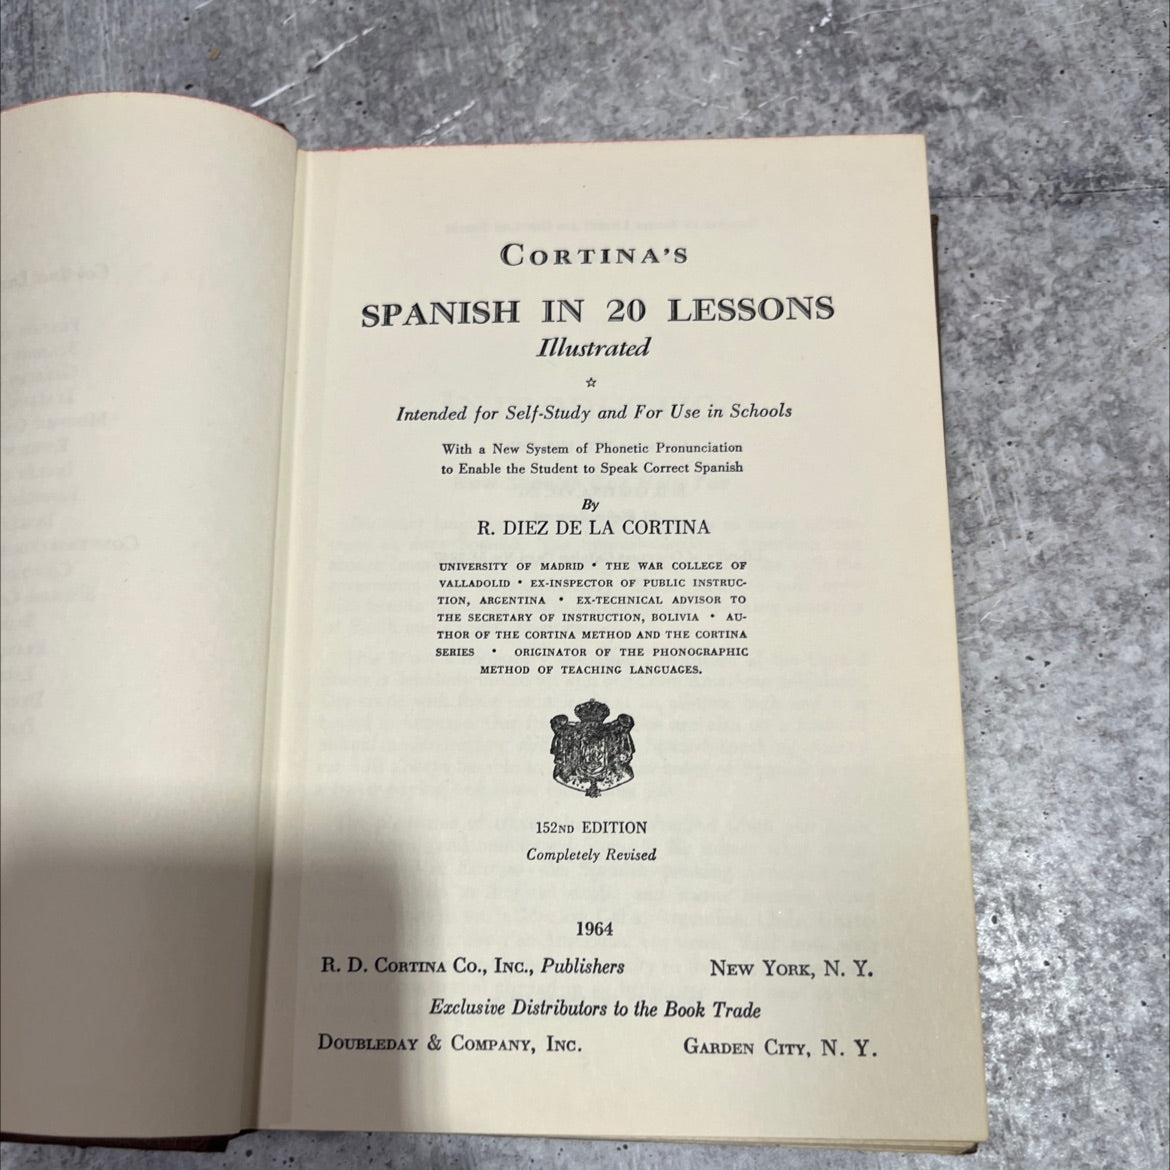 CORTINA'S
SPANISH IN 20 LESSONS
Illustrated
☆
Intended for Self-Study and For Use in Schools
With a New System of Phonetic Pronunciation
to Enable the Student to Speak Correct Spanish
By
R. DIEZ DE LA CORTINA
UNIVERSITY OF MADRID • THE WAR COLLEGE OF
VALLADOLID • EX-INSPECTOR OF PUBLIC INSTRUC-
TION, ARGENTINA • EX-TECHNICAL ADVISOR TO
THE SECRETARY OF INSTRUCTION, BOLIVIA • AU-
THOR OF THE CORTINA METHOD AND THE CORTINA
SERIES • ORIGINATOR OF THE PHONOGRAPHIC
METHOD OF TEACHING LANGUAGES.
152ND EDITION
Completely Revised
1964
R. D. CORTINA CO., INC., Publishers NEW YORK, N. Y.
Exclusive Distributors to the Book Trade
DOUBLEDAY & COMPANY, INC. GARDEN CITY, N. Y.